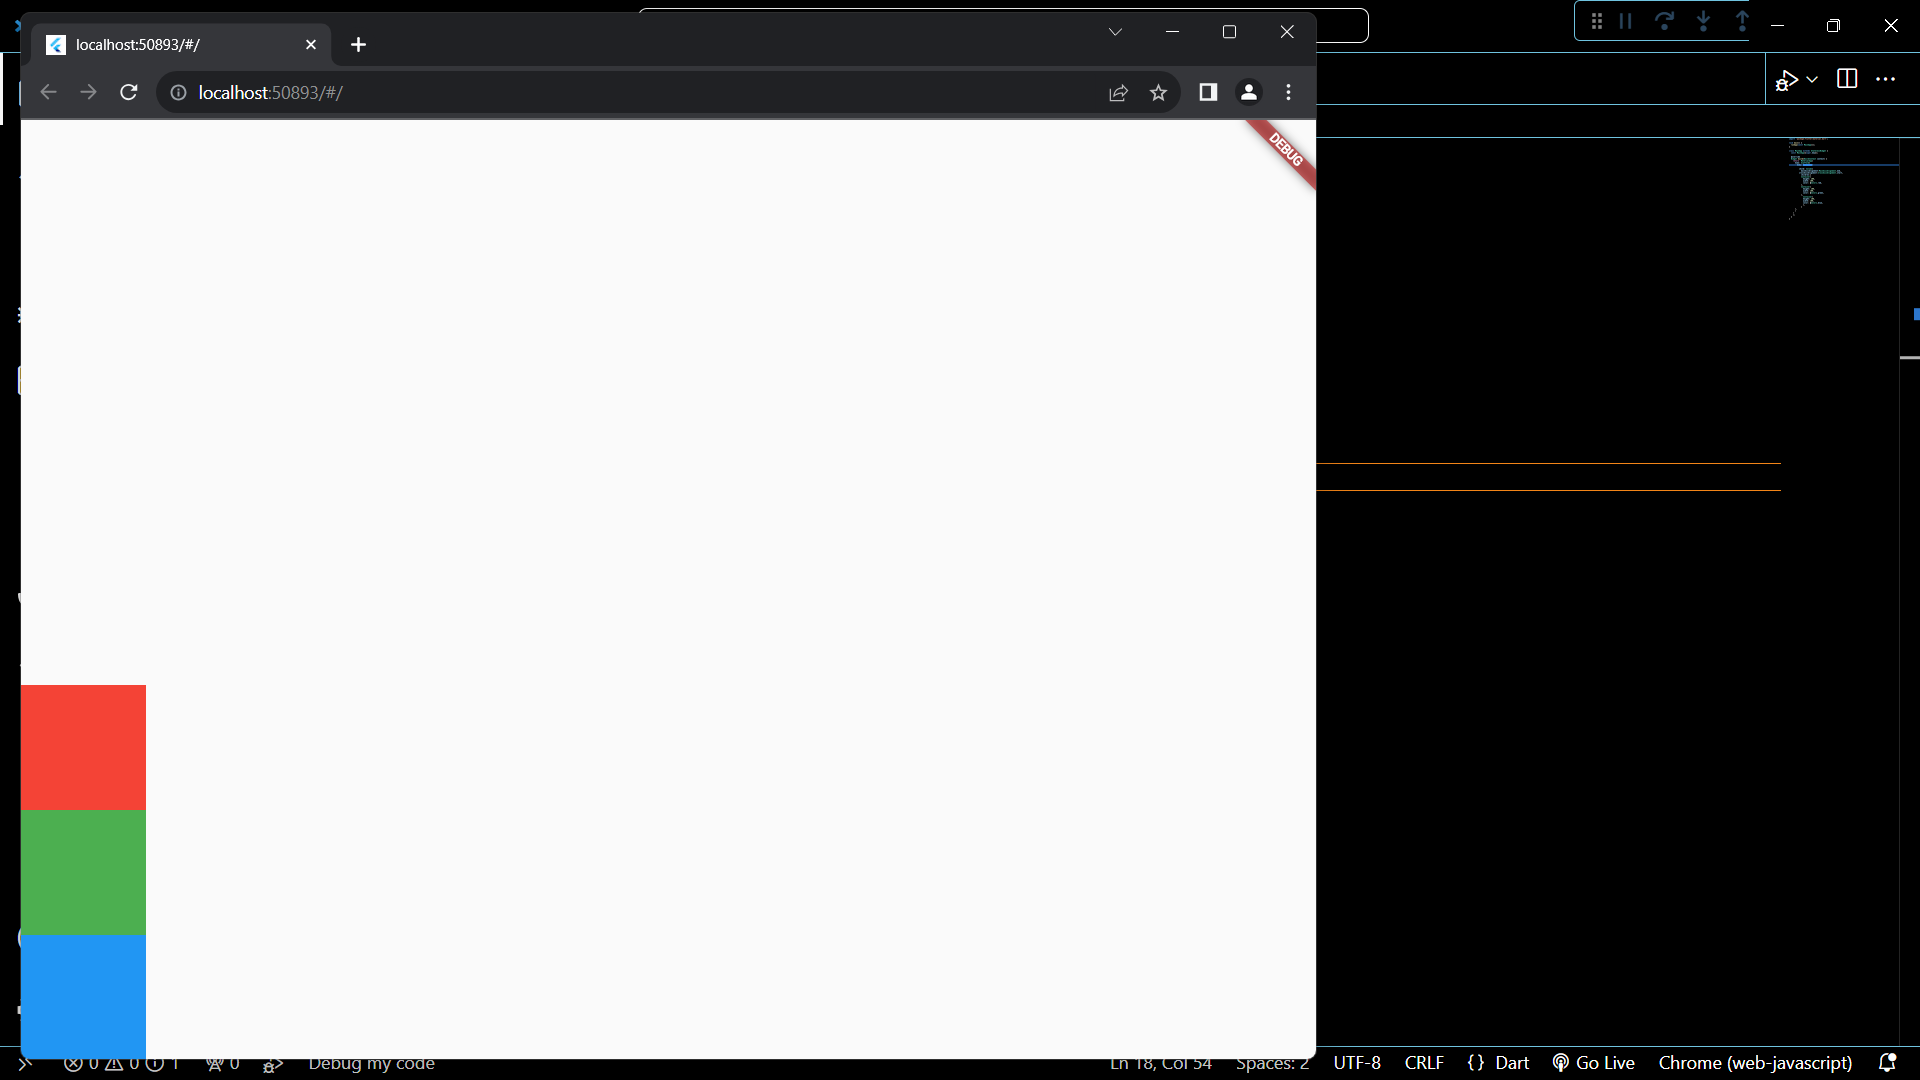 localhost:50893/#/
localhost:50893/#/
DEBUG
0 0 1 0 Debug my code Ln 18, Col 54 Spaces: 2 UTF-8 CRLF {} Dart Go Live Chrome (web-javascript)